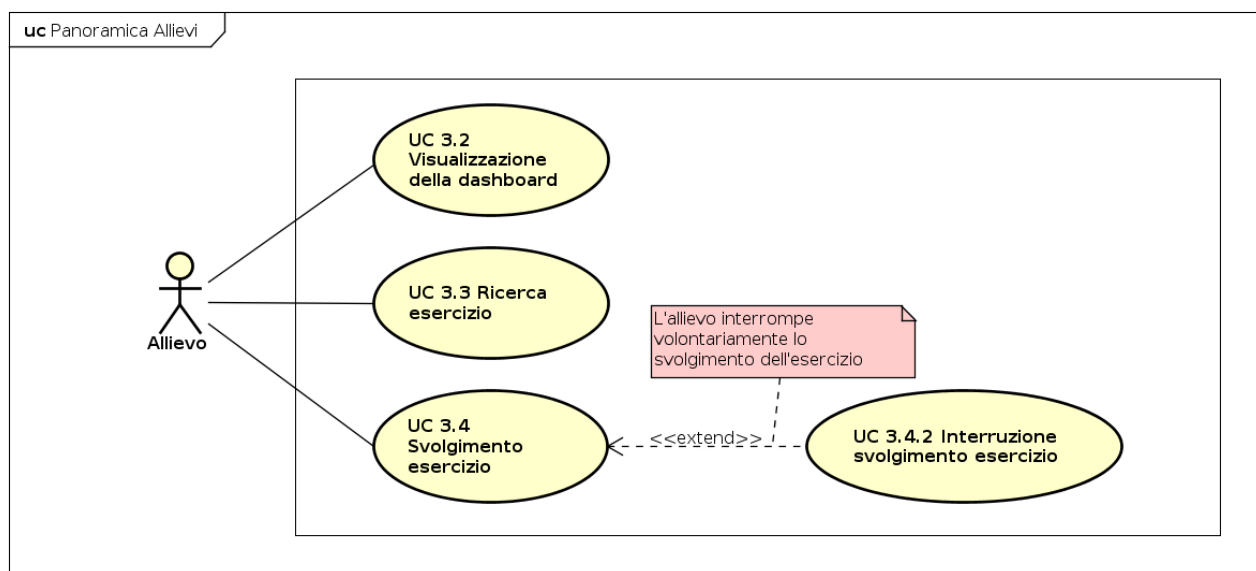 uc Panoramica Allievi
UC 3.2
Visualizzazione
della dashboard
UC 3.3 Ricerca
esercizio
Allievo
L'allievo interrompe
volontariamente lo
svolgimento dell'esercizio
UC 3.4
Svolgimento
esercizio
<<extend>>
UC 3.4.2 Interruzione
svolgimento esercizio